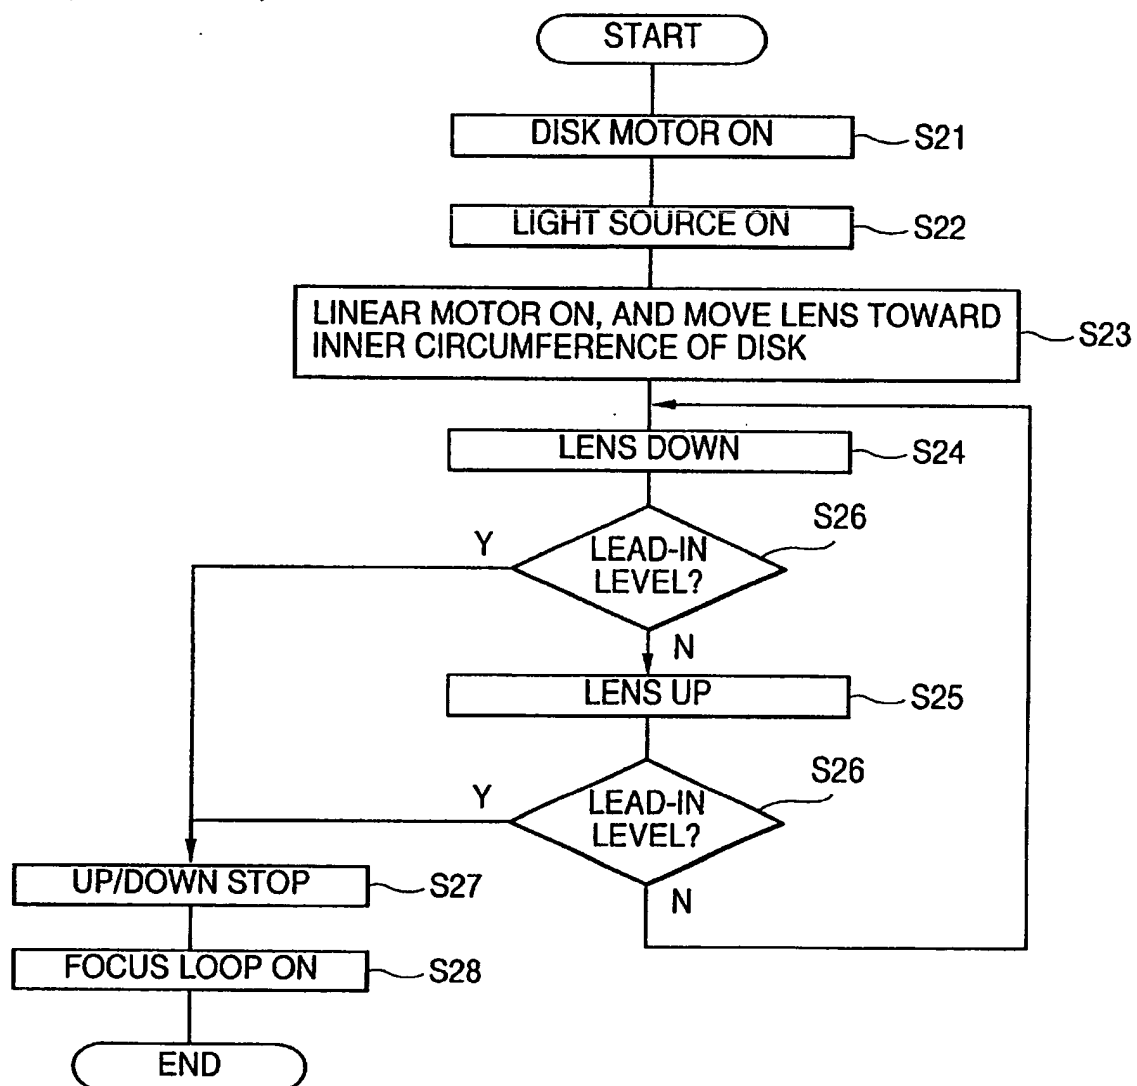 START
DISK MOTOR ON
S21
LIGHT SOURCE ON
S22
LINEAR MOTOR ON, AND MOVE LENS TOWARD
INNER CIRCUMFERENCE OF DISK
S23
LENS DOWN
S24
S26
Y
LEAD-IN
LEVEL?
N
LENS UP
S25
S26
Y
LEAD-IN
LEVEL?
N
UP/DOWN STOP
S27
FOCUS LOOP ON
S28
END